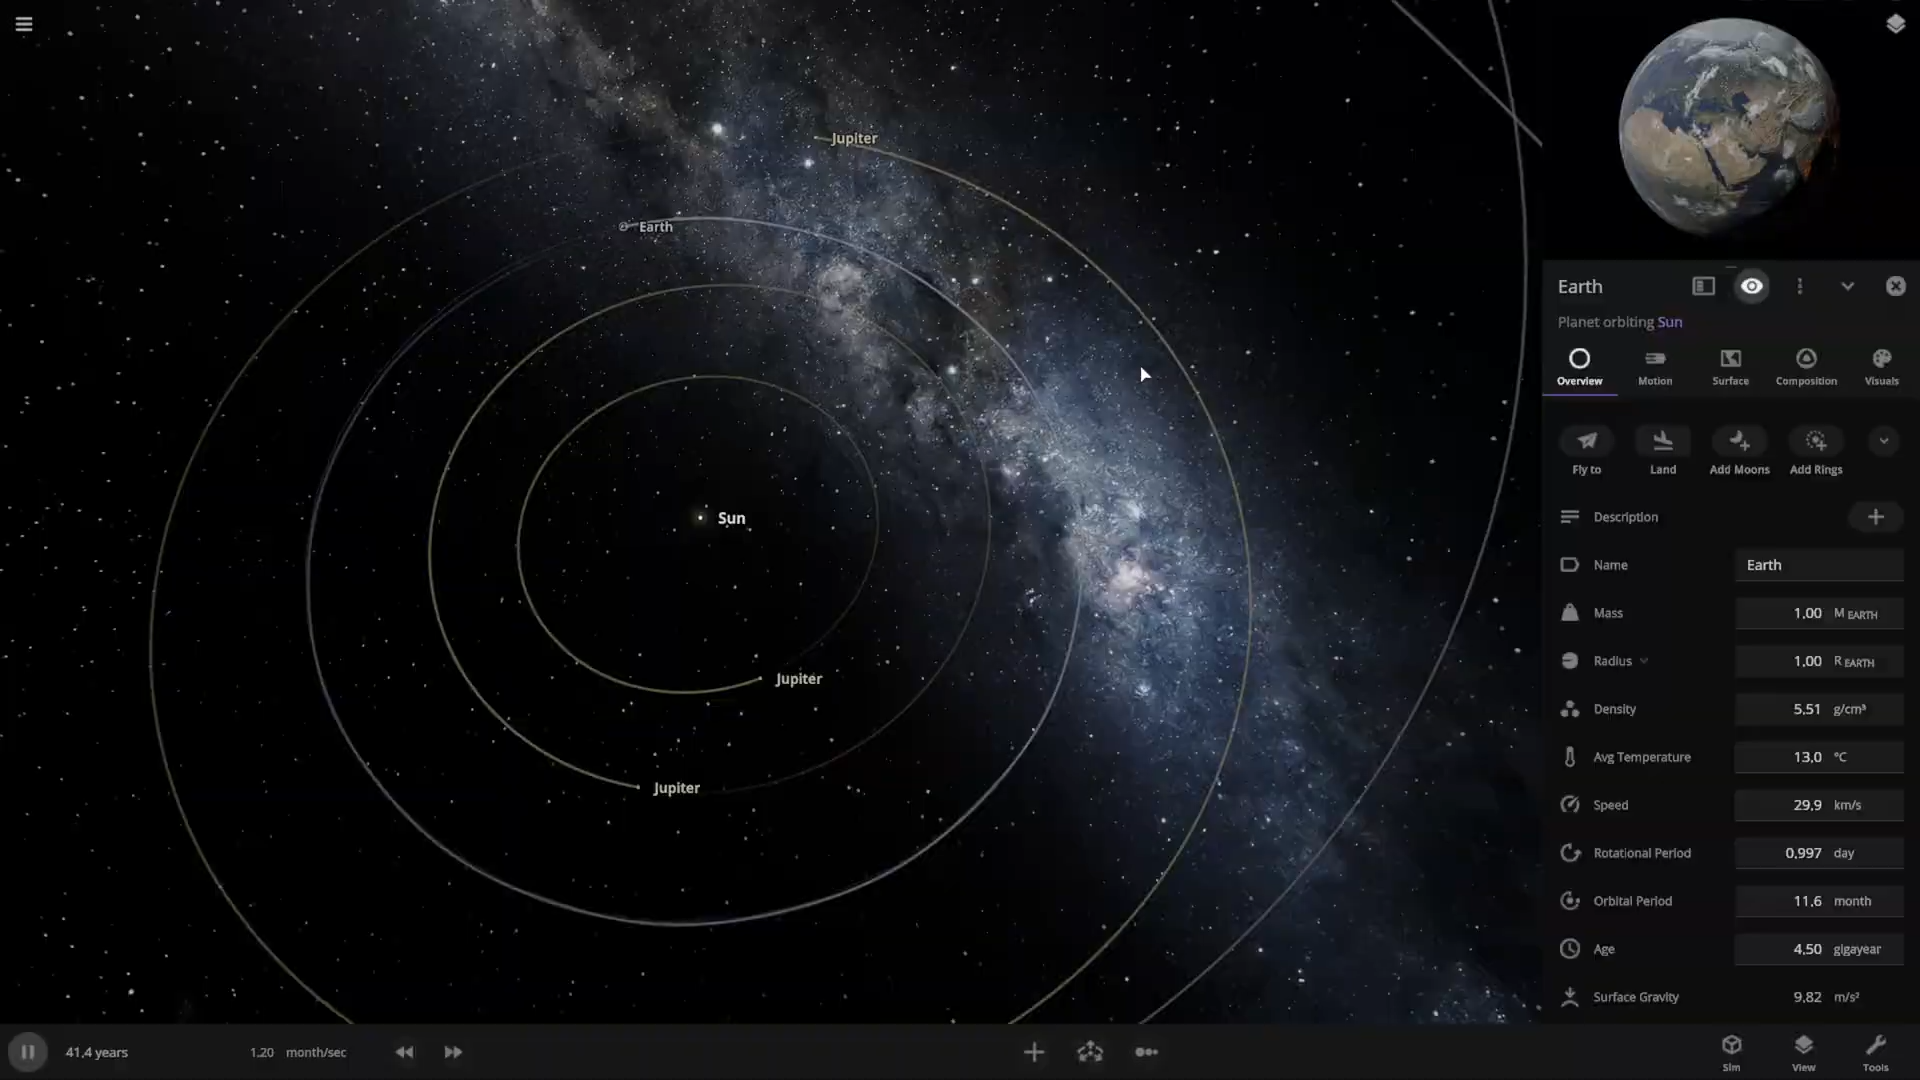 Jupiter
Earth
Sun
Jupiter
Jupiter
Earth
Planet orbiting Sun
Overview Motion Surface Composition Visuals
Fly to Land Add Moons Add Rings
Description
Name Earth
Mass 1,00 M EARTH
Radius 1,00 R EARTH
Density 5,51 g/cm³
Avg Temperature 13,0 °C
Speed 29,9 km/s
Rotational Period 0,997 day
Orbital Period 11,6 month
Age 4,50 gigayear
Surface Gravity 9,82 m/s²
41,4 years 1,20 month/sec
Sim View Tools